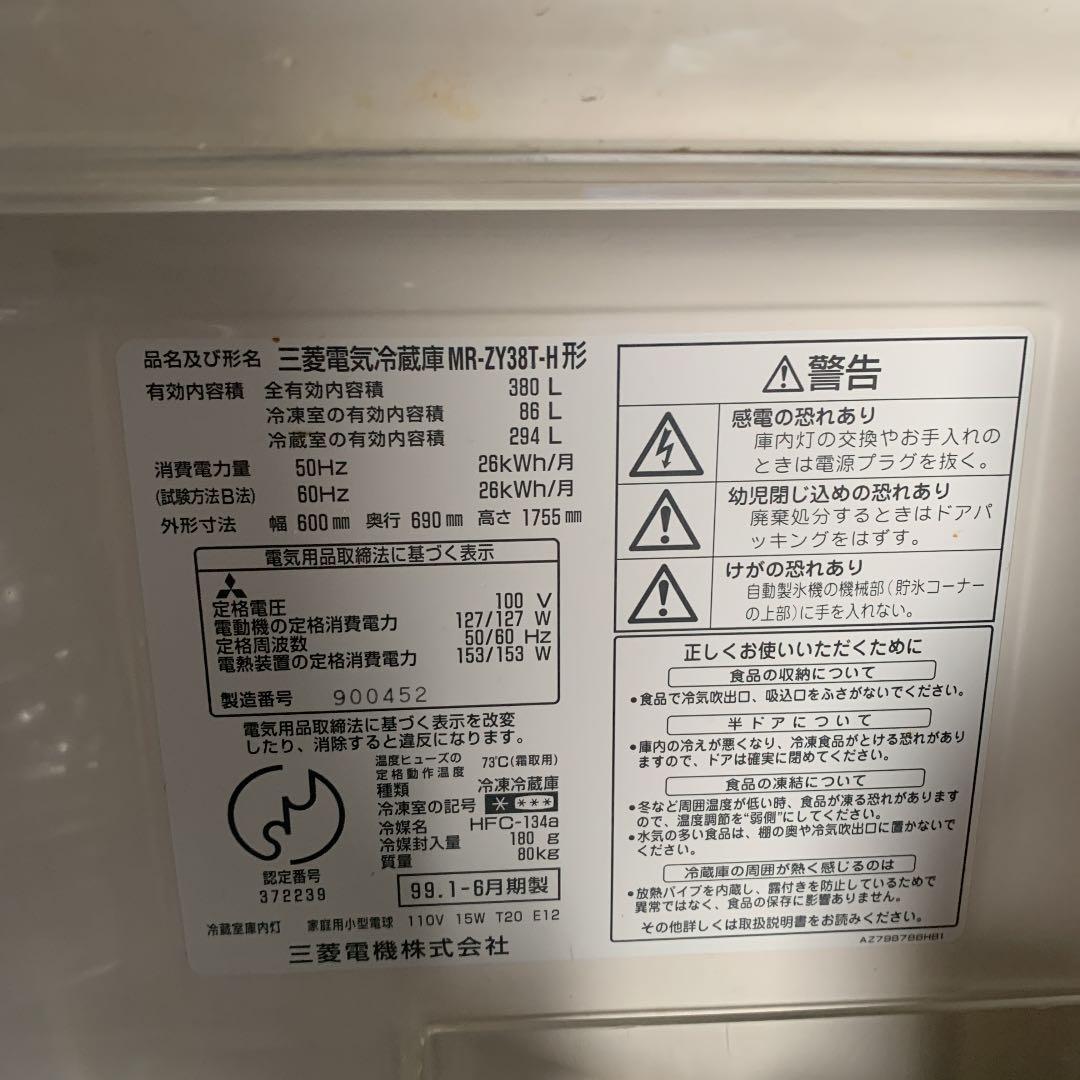 品名及び形名 三菱電気冷蔵庫 MR-ZY38T-H形
有効内容積 全有効内容積 380 L
冷凍室の有効内容積 86 L
冷蔵室の有効内容積 294 L
消費電力量 50Hz 26kWh/月
(試験方法B法) 60Hz 26kWh/月
外形寸法 幅 600㎜ 奥行 690㎜ 高さ 1755㎜
電気用品取締法に基づく表示
定格電圧 100 V
電動機の定格消費電力 127/127 W
定格周波数 50/60 Hz
電熱装置の定格消費電力 153/153 W
製造番号 900452
電気用品取締法に基づく表示を改変
したり、消除すると違反になります。
温度ヒューズの
定格動作温度 73℃(霜取用)
種類 冷凍冷蔵庫
冷凍室の記号 * ***
冷媒名 HFC-134a
冷媒封入量 180 g
質量 80kg
認定番号
372239
99.1-6月期製
冷蔵室庫内灯 家庭用小型電球 110V 15W T20 E12
三菱電機株式会社
警告
感電の恐れあり
庫内灯の交換やお手入れの
ときは電源プラグを抜く。
幼児閉じ込めの恐れあり
廃棄処分するときはドアパ
ッキングをはずす。
けがの恐れあり
自動製氷機の機械部(貯氷コーナー
の上部)に手を入れない。
正しくお使いいただくために
食品の収納について
•食品で冷気吹出口、吸込口をふさがないでください。
半ドアについて
•庫内の冷えが悪くなり、冷凍食品がとける恐れがあり
ますので、ドアは確実に閉めてください。
食品の凍結について
•冬など周囲温度が低い時、食品が凍る恐れがあります
ので、温度調節を“弱側”にしてください。
•水気の多い食品は、棚の奥や冷気吹出口に置かないで
ください。
冷蔵庫の周囲が熱く感じるのは
•放熱パイプを内蔵し、露付きを防止しているためで
異常ではなく、食品の保存に影響ありません。
その他詳しくは取扱説明書をお読みください。
AZ798786H81